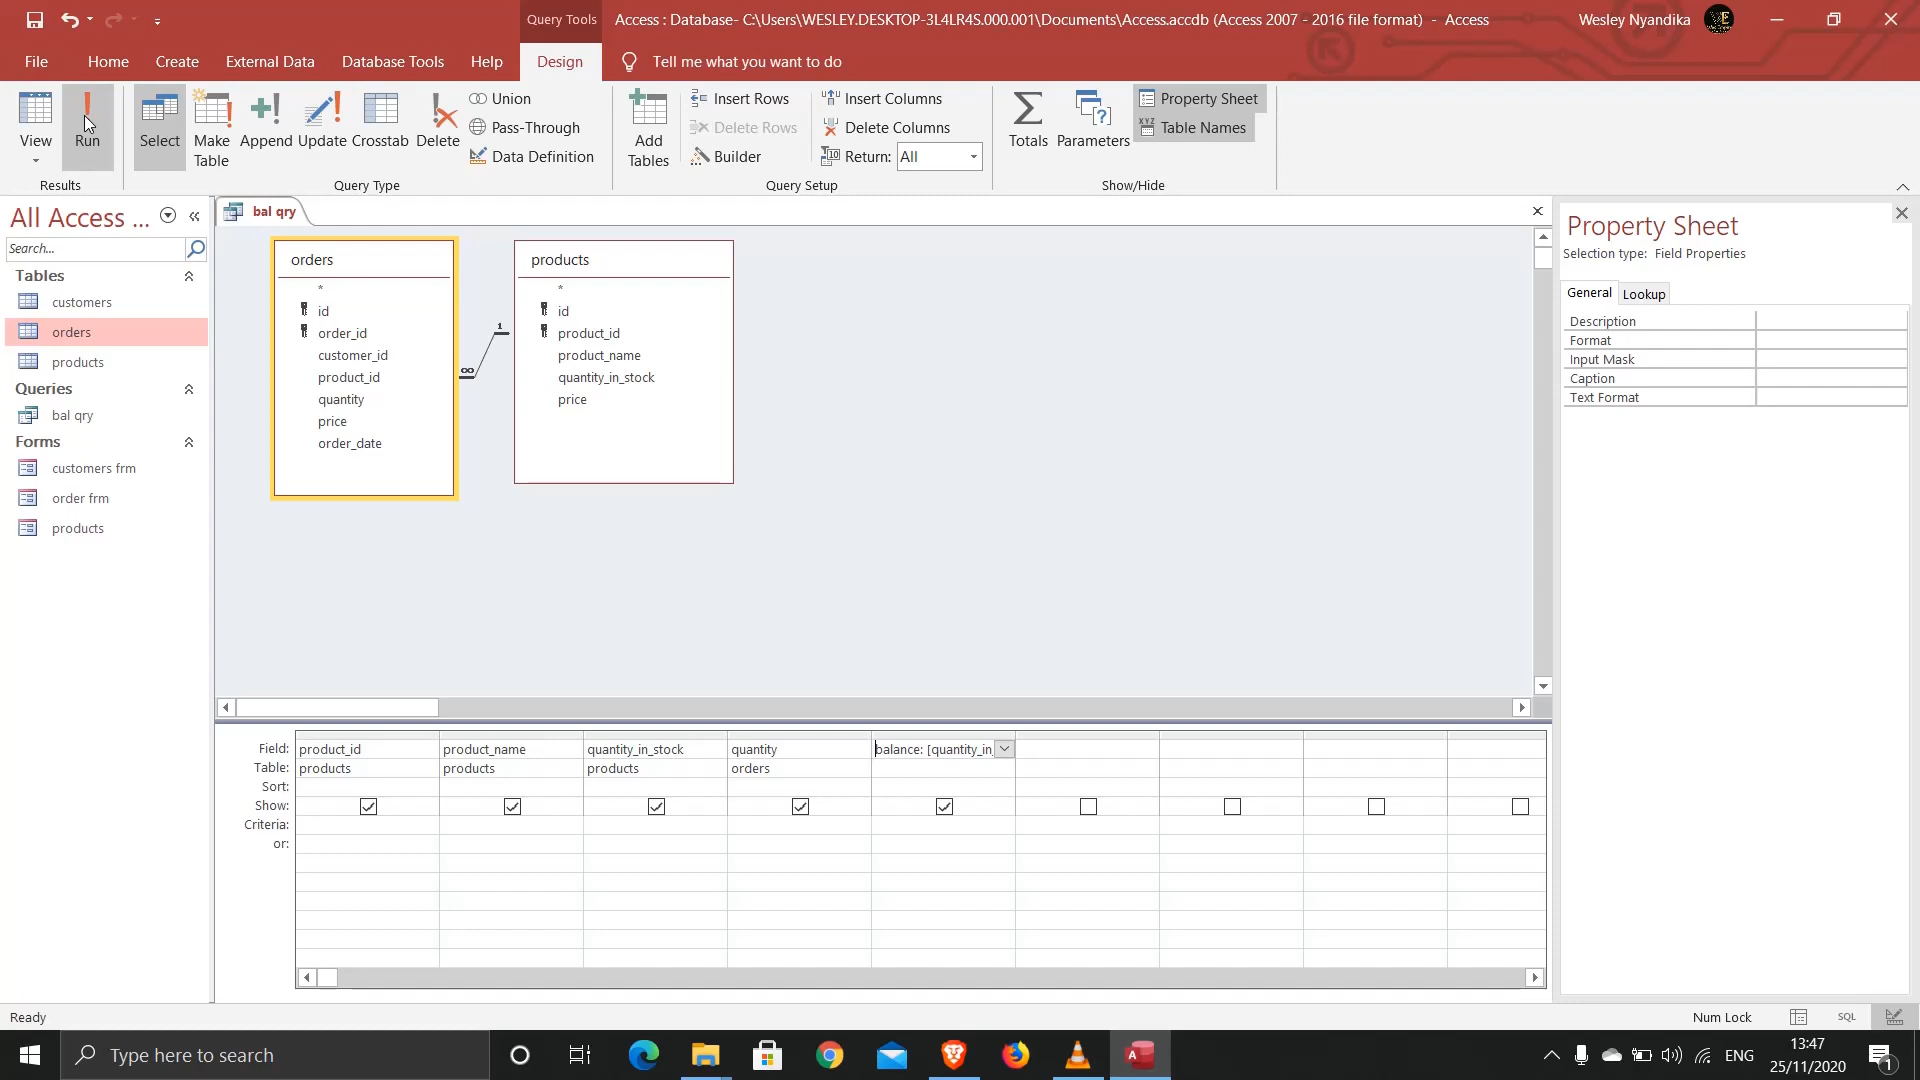 Query Tools
Access : Database- C:\Users\WESLEY.DESKTOP-3L4LR4S.000.001\Documents\Access.accdb (Access 2007 - 2016 file format) - Access
Wesley Nyandika
File
Home
Create
External Data
Database Tools
Help
Design
Tell me what you want to do
View
Run
Select
Make Table
Append
Update
Crosstab
Delete
Union
Pass-Through
Data Definition
Add Tables
Insert Rows
Delete Rows
Builder
Insert Columns
Delete Columns
Return: All
Totals
Parameters
Property Sheet
Table Names
Results
Query Type
Query Setup
Show/Hide
All Access ...
Search...
Tables
customers
orders
products
Queries
bal qry
Forms
customers frm
order frm
products
bal qry
orders
*
id
order_id
customer_id
product_id
quantity
price
order_date
∞
1
products
*
id
product_id
product_name
quantity_in_stock
price
Property Sheet
Selection type: Field Properties
General
Lookup
Description
Format
Input Mask
Caption
Text Format
Field: product_id product_name quantity_in_stock quantity balance: [quantity_in_
Table: products products products orders
Sort:
Show:
Criteria:
or:
Ready
Num Lock
SQL
Type here to search
ENG
13:47
25/11/2020
1